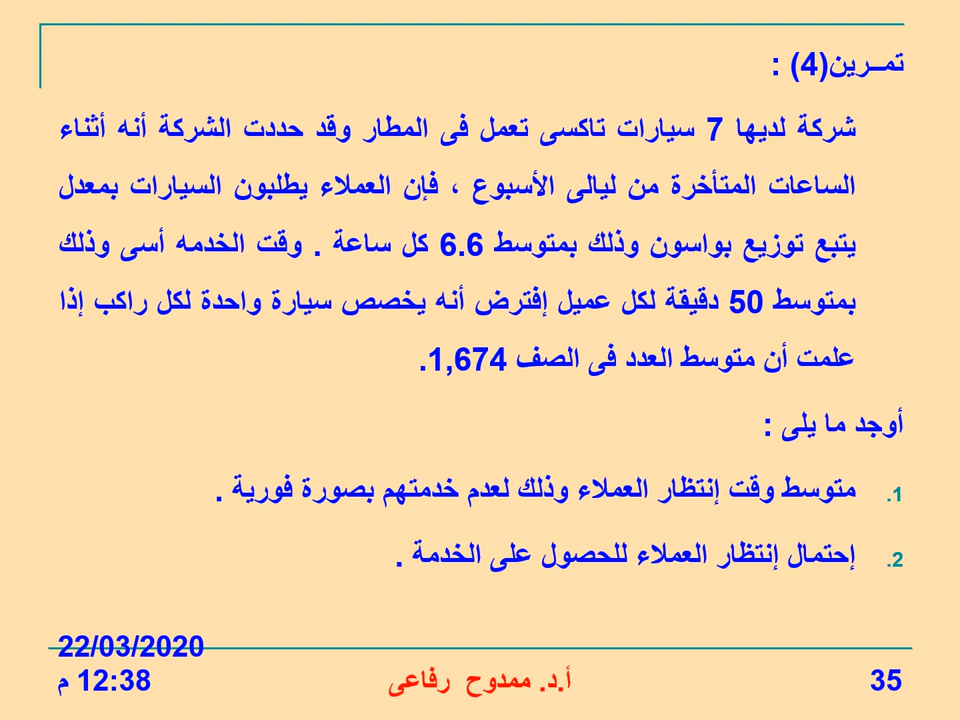 تمــرين(4) :
شركة لديها 7 سيارات تاكسى تعمل فى المطار وقد حددت الشركة أنه أثناء
الساعات المتأخرة من ليالى الأسبوع ، فإن العملاء يطلبون السيارات بمعدل
يتبع توزيع بواسون وذلك بمتوسط 6.6 كل ساعة . وقت الخدمه أسى وذلك
بمتوسط 50 دقيقة لكل عميل إفترض أنه يخصص سيارة واحدة لكل راكب إذا
علمت أن متوسط العدد فى الصف 1,674.
أوجد ما يلى :
1. متوسط وقت إنتظار العملاء وذلك لعدم خدمتهم بصورة فورية .
2. إحتمال إنتظار العملاء للحصول على الخدمة .
22/03/2020
12:38 م
أ.د. ممدوح رفاعى
35